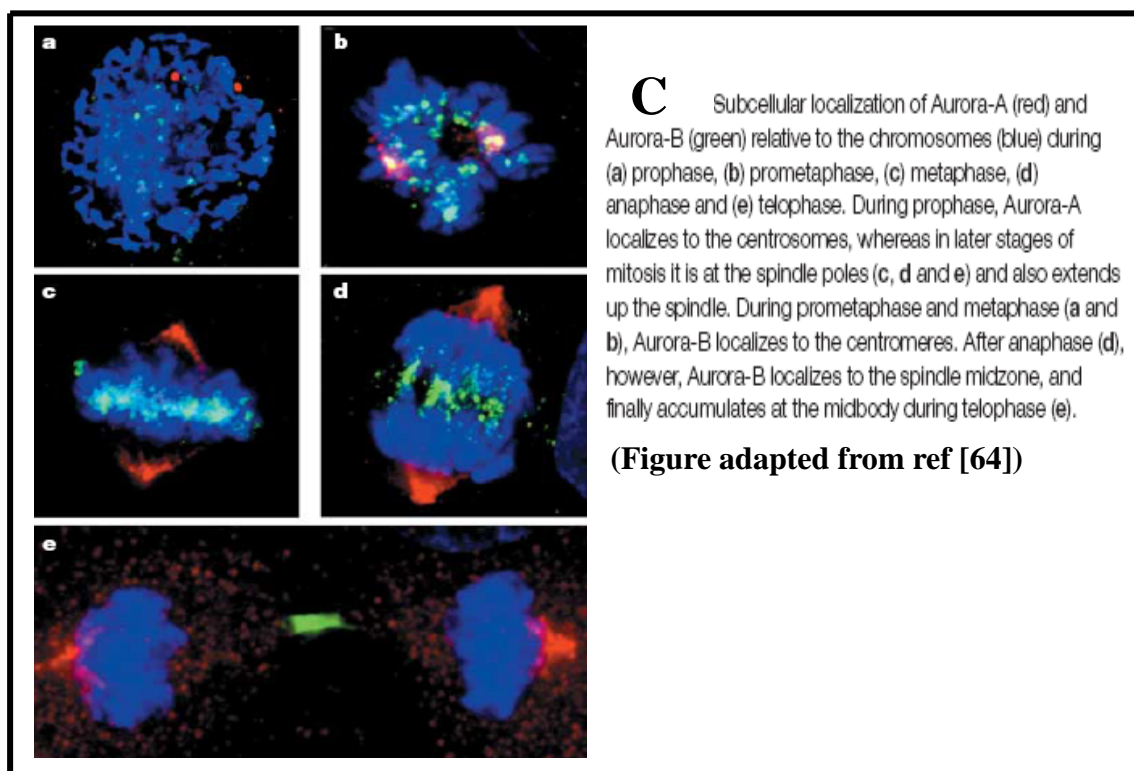 a
b
c
d
e
C Subcellular localization of Aurora-A (red) and
Aurora-B (green) relative to the chromosomes (blue) during
(a) prophase, (b) prometaphase, (c) metaphase, (d)
anaphase and (e) telophase. During prophase, Aurora-A
localizes to the centrosomes, whereas in later stages of
mitosis it is at the spindle poles (c, d and e) and also extends
up the spindle. During prometaphase and metaphase (a and
b), Aurora-B localizes to the centromeres. After anaphase (d),
however, Aurora-B localizes to the spindle midzone, and
finally accumulates at the midbody during telophase (e).
(Figure adapted from ref [64])